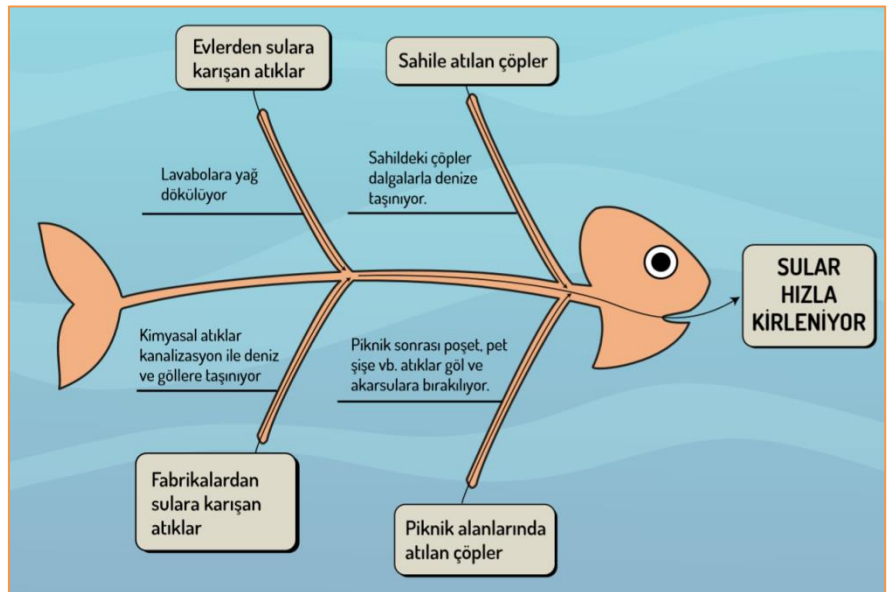 Evlerden sulara
karışan atıklar
Sahile atılan çöpler
Lavabolara yağ
dökülüyor
Sahildeki çöpler
dalgalarla denize
taşınıyor.
SULAR
HIZLA
KİRLENİYOR
Kimyasal atıklar
kanalizasyon ile deniz
ve göllere taşınıyor
Piknik sonrası poşet, pet
şişe vb. atıklar göl ve
akarsulara bırakılıyor.
Fabrikalardan
sulara karışan
atıklar
Piknik alanlarında
atılan çöpler